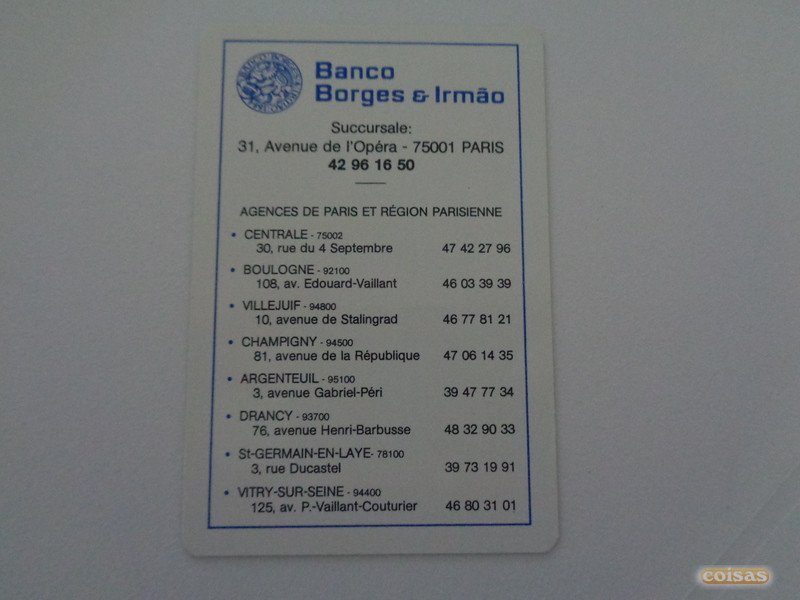 Banco
Borges & Irmão
Succursale:
31, Avenue de l'Opéra - 75001 PARIS
42 96 16 50
AGENCES DE PARIS ET RÉGION PARISIENNE
• CENTRALE - 75002
30, rue du 4 Septembre 47 42 27 96
• BOULOGNE - 92100
108, av. Edouard-Vaillant 46 03 39 39
• VILLEJUIF - 94800
10, avenue de Stalingrad 46 77 81 21
• CHAMPIGNY - 94500
81, avenue de la République 47 06 14 35
• ARGENTEUIL - 95100
3, avenue Gabriel-Péri 39 47 77 34
• DRANCY - 93700
76, avenue Henri-Barbusse 48 32 90 33
• St-GERMAIN-EN-LAYE- 78100
3, rue Ducastel 39 73 19 91
• VITRY-SUR-SEINE - 94400
125, av. P.-Vaillant-Couturier 46 80 31 01
coisas